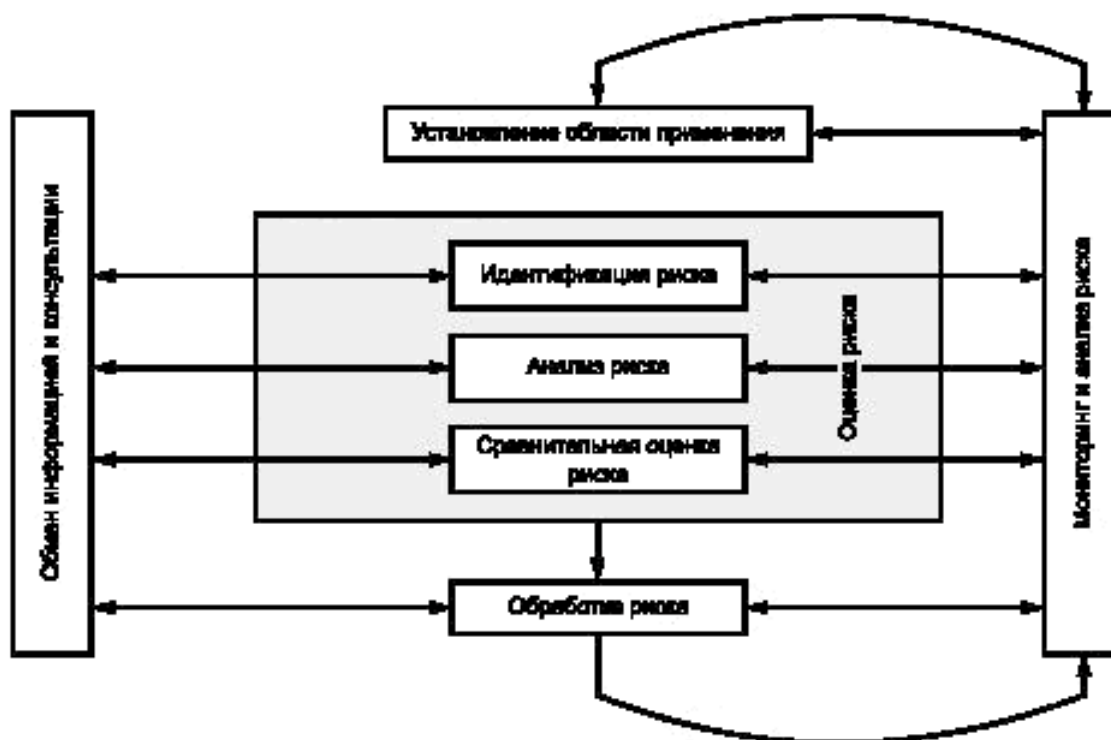 Установление области применения
Обмен информацией и консультации
Идентификация риска
Анализ риска
Сравнительная оценка
риска
Оценка риска
Мониторинг и анализ риска
Обработка риска